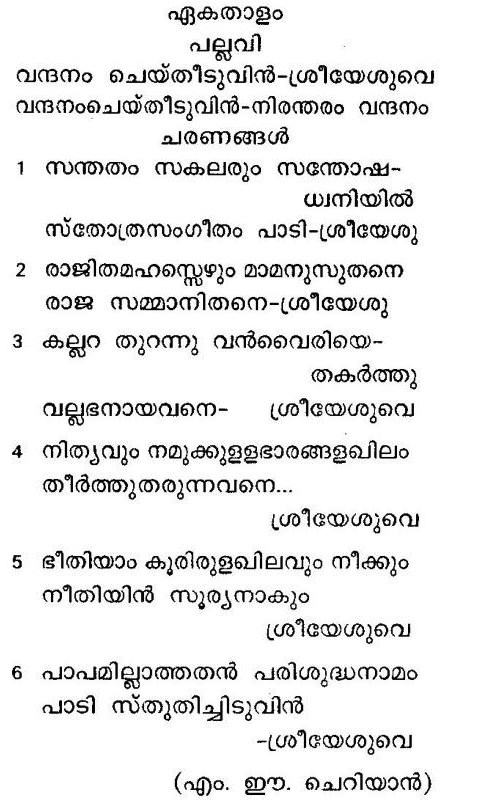 ഏകതാളം
പല്ലവി
വന്ദനം ചെയ്തീടുവിൻ-ശ്രീയേശുവെ
വന്ദനംചെയ്തീടുവിൻ-നിരന്തരം വന്ദനം
ചരണങ്ങൾ
1 സന്തതം സകലരും സന്തോഷ-
ധ്വനിയിൽ
സ്തോത്രസംഗീതം പാടി-ശ്രീയേശു
2 രാജിതമഹസ്സെഴും മാമനുസുതനെ
രാജ സമ്മാനിതനെ-ശ്രീയേശു
3 കല്ലറ തുറന്നു വൻവൈരിയെ-
തകർത്തു
വല്ലഭനായവനെ- ശ്രീയേശുവെ
4 നിത്യവും നമുക്കുളളഭാരങ്ങളഖിലം
തീർത്തുതരുന്നവനെ...
ശ്രീയേശുവെ
5 ഭീതിയാം കൂരിരുളഖിലവും നീക്കും
നീതിയിൻ സൂര്യനാകും
ശ്രീയേശുവെ
6 പാപമില്ലാത്തതൻ പരിശുദ്ധനാമം
പാടി സ്തുതിച്ചിടുവിൻ
-ശ്രീയേശുവെ
(എം. ഈ. ചെറിയാൻ)